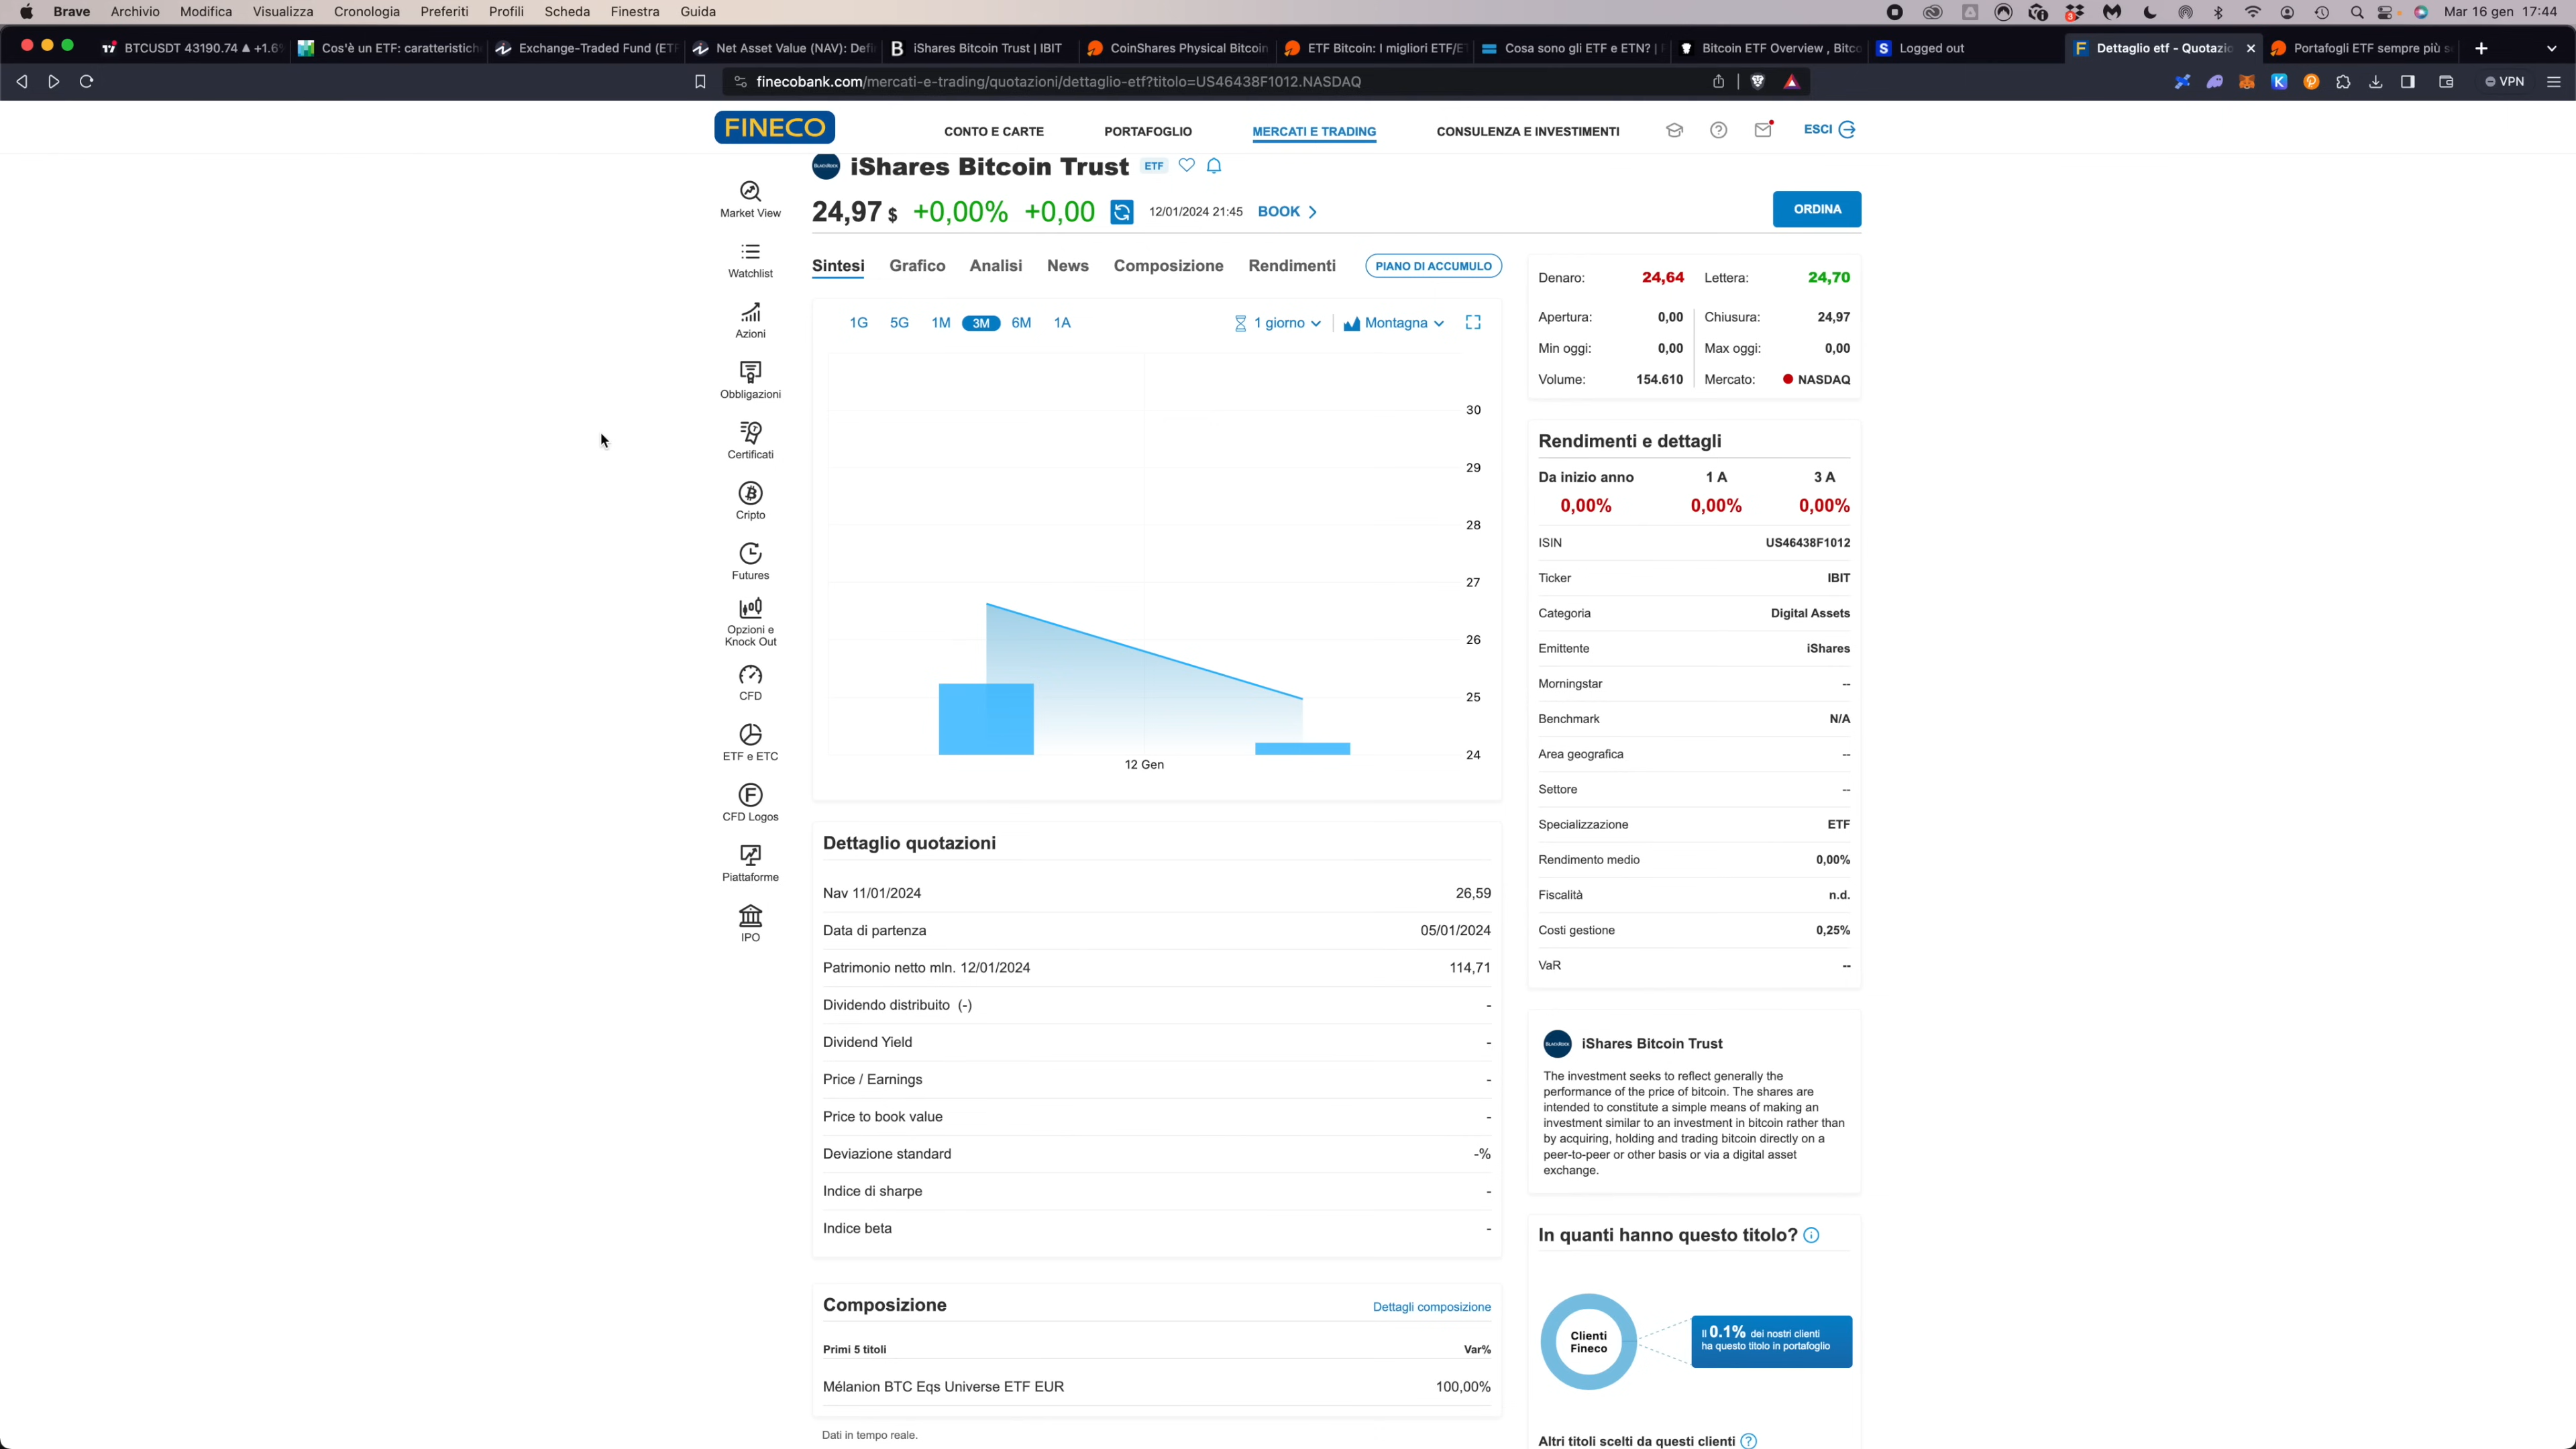 Brave Archivio Modifica Visualizza Cronologia Preferiti Profili Scheda Finestra Guida Mar 16 gen 17:44
BTCUSDT 43190.74 ▲ +1.6 Cos'è un ETF: caratteristich Exchange-Traded Fund (ETF Net Asset Value (NAV): Defi iShares Bitcoin Trust | IBIT CoinShares Physical Bitcoin ETF Bitcoin: I migliori ETF/E Cosa sono gli ETF e ETN? | Bitcoin ETF Overview , Bitco Logged out Dettaglio etf - Quotazio Portafogli ETF sempre più s
finecobank.com/mercati-e-trading/quotazioni/dettaglio-etf?titolo=US46438F1012.NASDAQ VPN
FINECO CONTO E CARTE PORTAFOGLIO MERCATI E TRADING CONSULENZA E INVESTIMENTI ESCI
iShares Bitcoin Trust ETF
24,97 $ +0,00% +0,00 12/01/2024 21:45 BOOK ORDINA
Market View
Watchlist
Azioni
Obbligazioni
Certificati
Cripto
Futures
Opzioni e
Knock Out
CFD
ETF e ETC
CFD Logos
Piattaforme
IPO
Sintesi Grafico Analisi News Composizione Rendimenti PIANO DI ACCUMULO
1G 5G 1M 3M 6M 1A 1 giorno Montagna
30
29
28
27
26
25
24
12 Gen
Dettaglio quotazioni
Nav 11/01/2024 26,59
Data di partenza 05/01/2024
Patrimonio netto mln. 12/01/2024 114,71
Dividendo distribuito (-) -
Dividend Yield -
Price / Earnings -
Price to book value -
Deviazione standard -%
Indice di sharpe -
Indice beta -
Composizione Dettagli composizione
Primi 5 titoli Var%
Mélanion BTC Eqs Universe ETF EUR 100,00%
Dati in tempo reale.
Denaro: 24,64 Lettera: 24,70
Apertura: 0,00 Chiusura: 24,97
Min oggi: 0,00 Max oggi: 0,00
Volume: 154.610 Mercato: NASDAQ
Rendimenti e dettagli
Da inizio anno 1 A 3 A
0,00% 0,00% 0,00%
ISIN US46438F1012
Ticker IBIT
Categoria Digital Assets
Emittente iShares
Morningstar --
Benchmark N/A
Area geografica --
Settore --
Specializzazione ETF
Rendimento medio 0,00%
Fiscalità n.d.
Costi gestione 0,25%
VaR --
iShares Bitcoin Trust
The investment seeks to reflect generally the
performance of the price of bitcoin. The shares are
intended to constitute a simple means of making an
investment similar to an investment in bitcoin rather than
by acquiring, holding and trading bitcoin directly on a
peer-to-peer or other basis or via a digital asset
exchange.
In quanti hanno questo titolo?
Clienti
Fineco
Il 0.1% dei nostri clienti
ha questo titolo in portafoglio
Altri titoli scelti da questi clienti